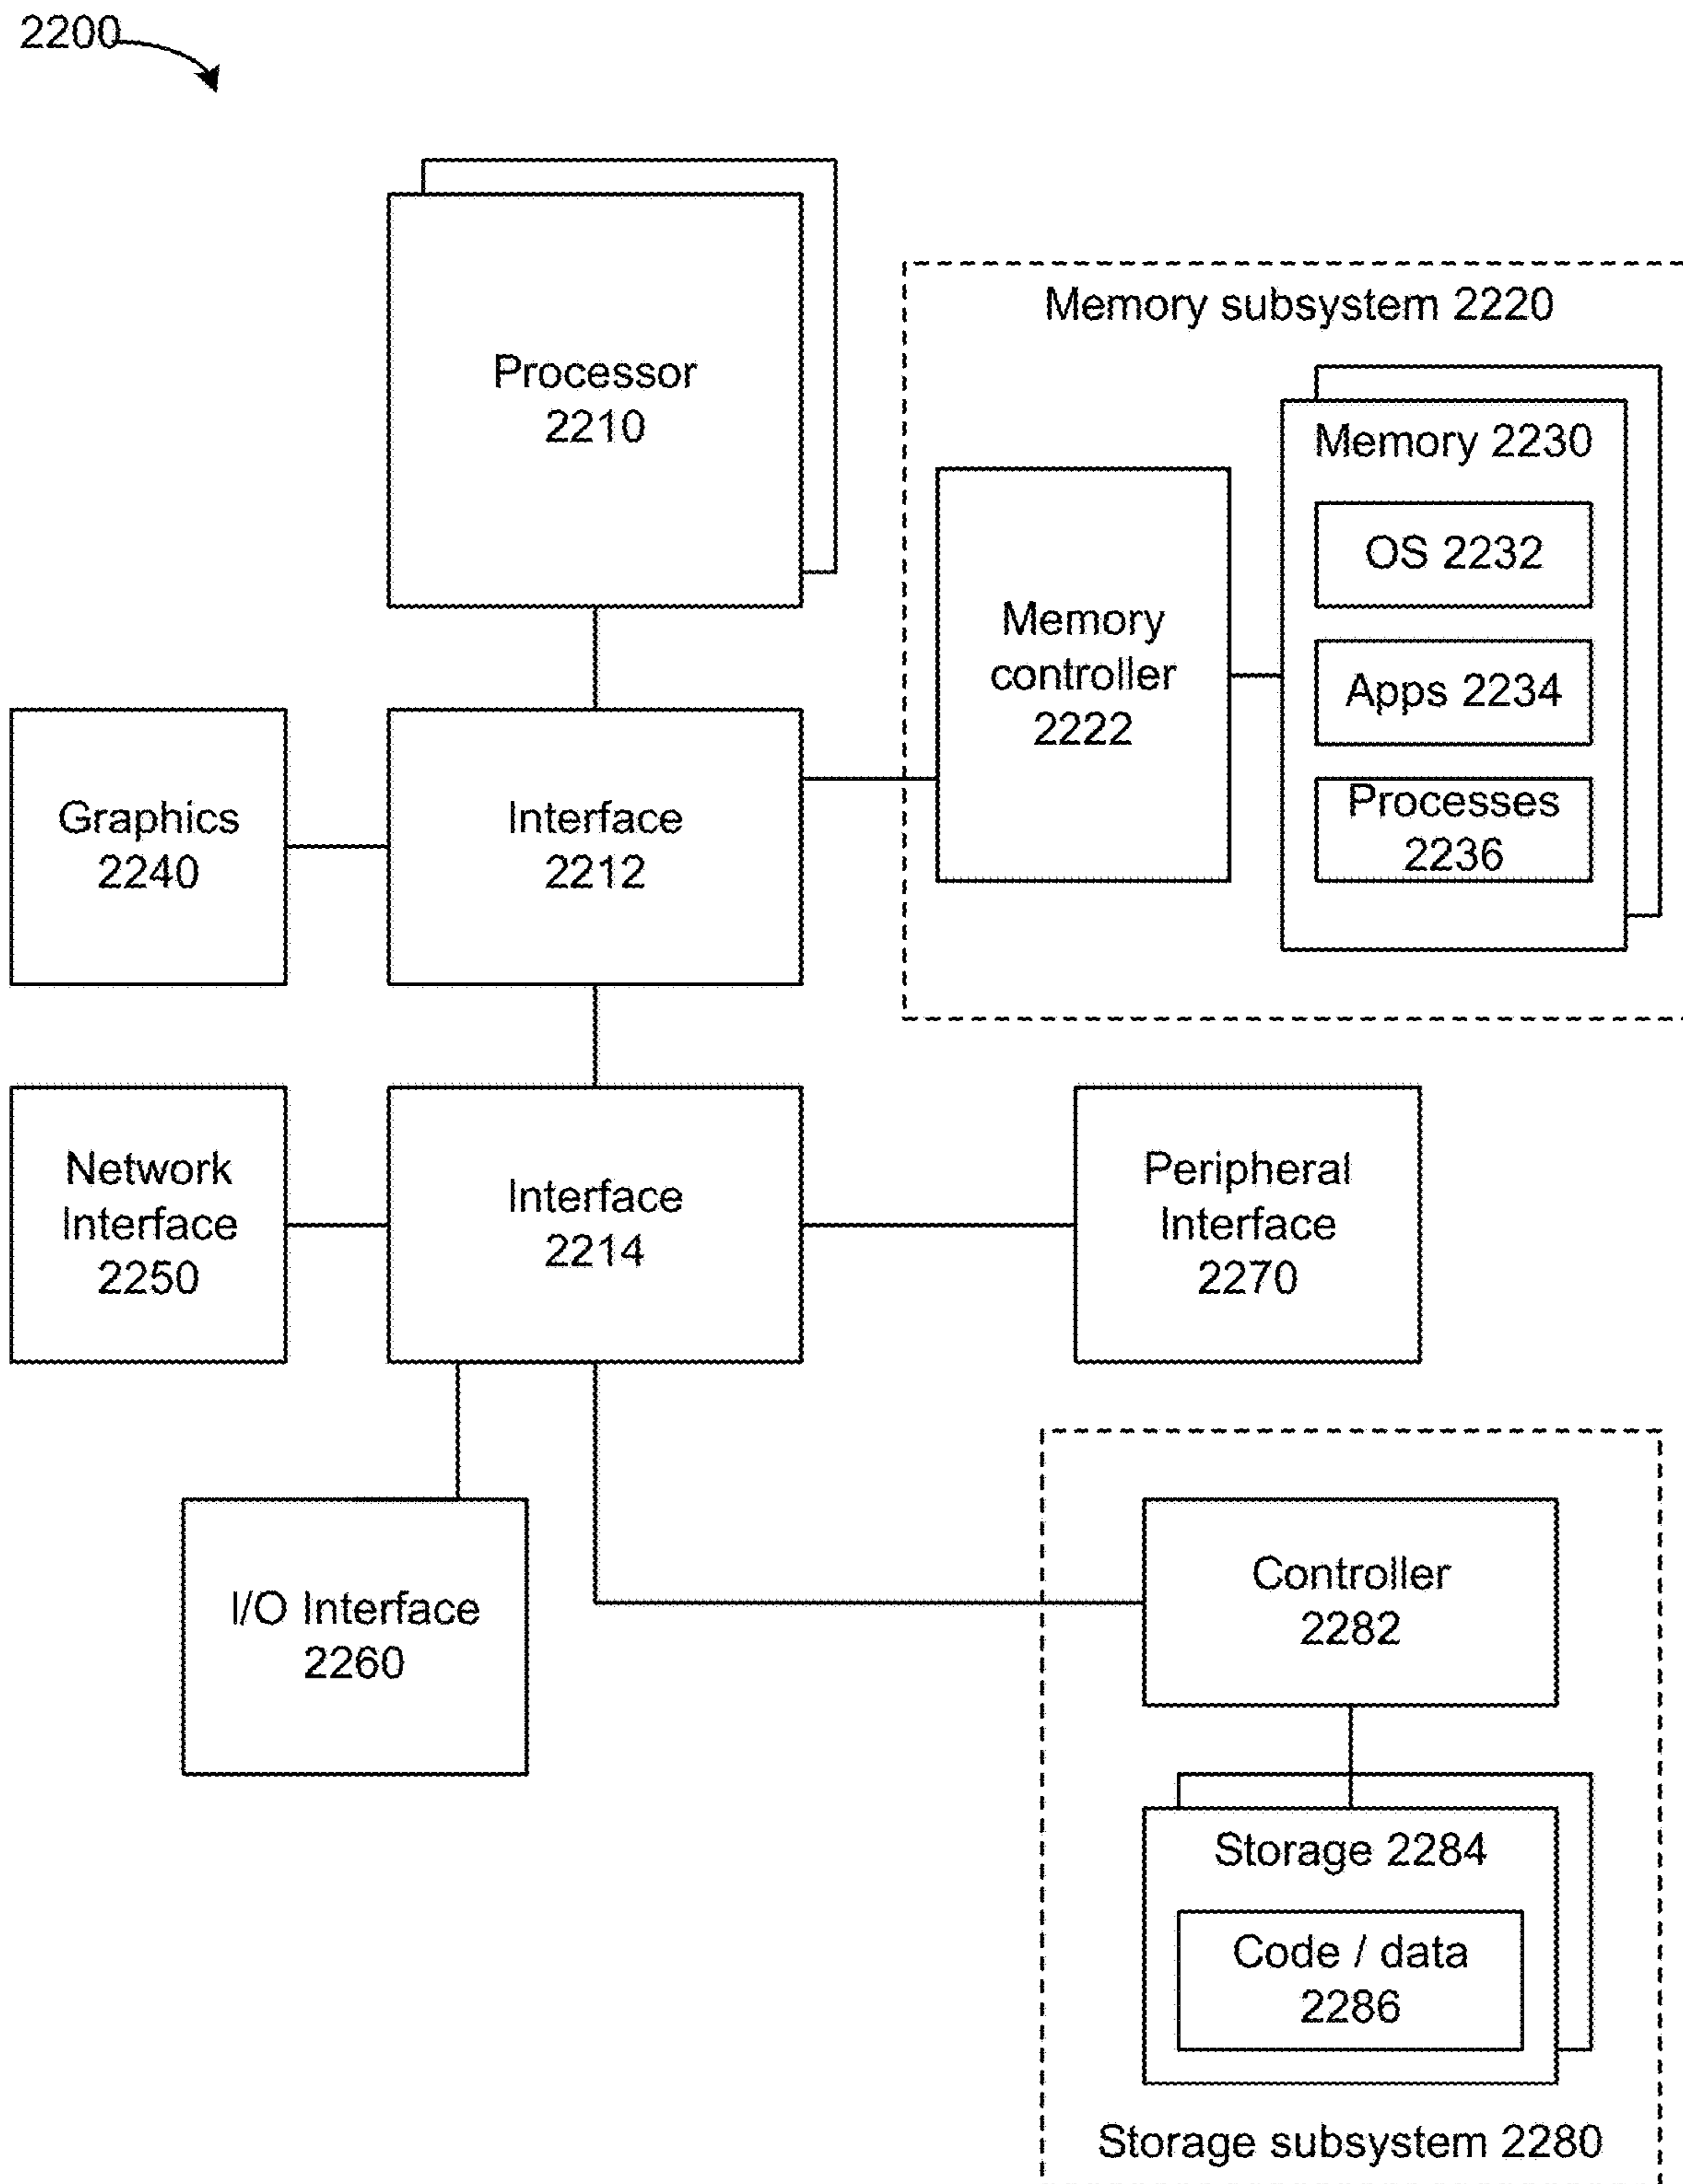 2200
Processor
2210
Memory subsystem 2220
Memory 2230
OS 2232
Apps 2234
Processes
2236
Memory
controller
2222
Graphics
2240
Interface
2212
Network
Interface
2250
Interface
2214
Peripheral
Interface
2270
I/O Interface
2260
Controller
2282
Storage 2284
Code / data
2286
Storage subsystem 2280